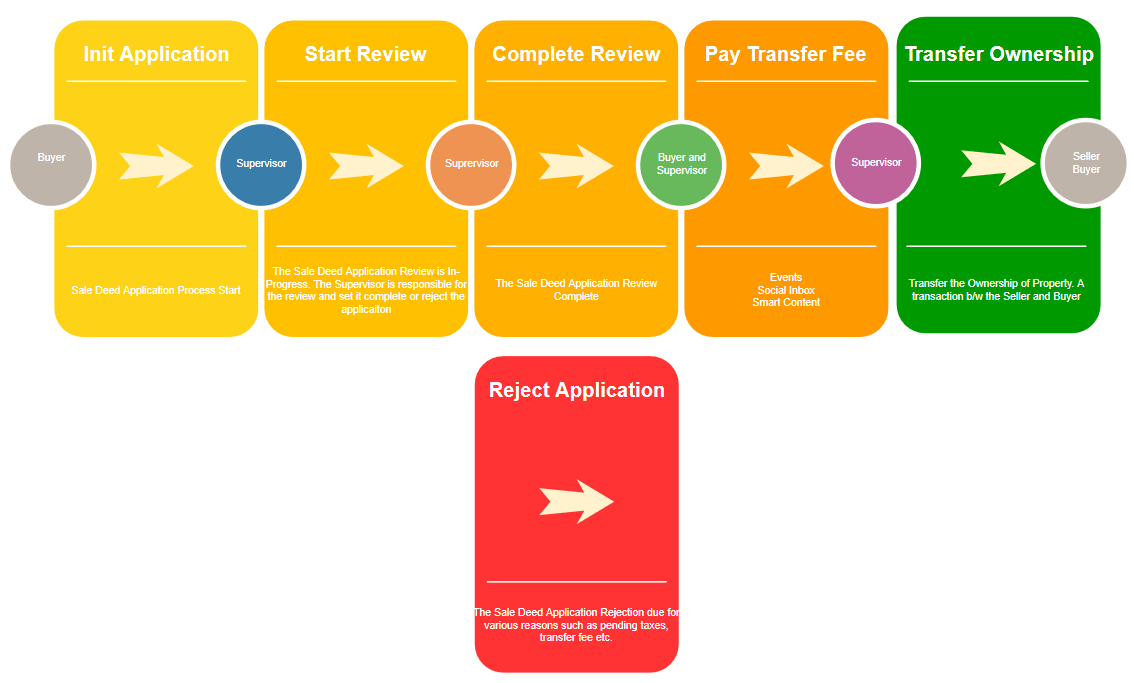 Init Application
Start Review
Complete Review
Pay Transfer Fee
Transfer Ownership
Buyer
Supervisor
Suprervisor
Buyer and
Supervisor
Supervisor
Seller
Buyer
Sale Deed Application Process Start
The Sale Deed Application Review is In-
Progress. The Supervisor is responsible for
the review and set it complete or reject the
applicaiton
The Sale Deed Application Review
Complete
Events
Social Inbox
Smart Content
Transfer the Ownership of Property. A
transaction b/w the Seller and Buyer
Reject Application
The Sale Deed Application Rejection due for
various reasons such as pending taxes,
transfer fee etc.